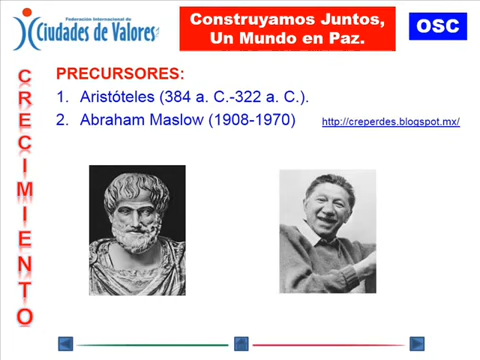 Federación Internacional de
Ciudades de Valores
Construyamos Juntos,
Un Mundo en Paz.
OSC
CRECIMIENTO
PRECURSORES:
1. Aristóteles (384 a. C.-322 a. C.).
2. Abraham Maslow (1908-1970) http://creperdes.blogspot.mx/